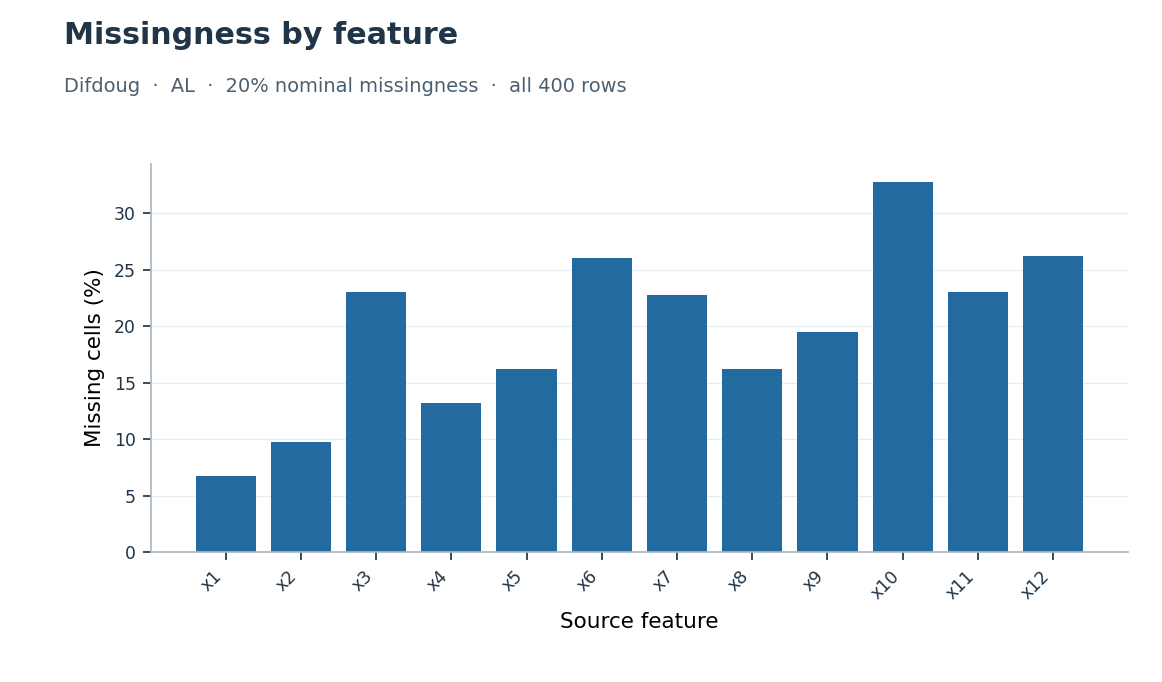 Missingness by feature
Difdoug · AL · 20% nominal missingness · all 400 rows
Missing cells (%)
30
25
20
15
10
5
0
x1 x2 x3 x4 x5 x6 x7 x8 x9 x10 x11 x12
Source feature